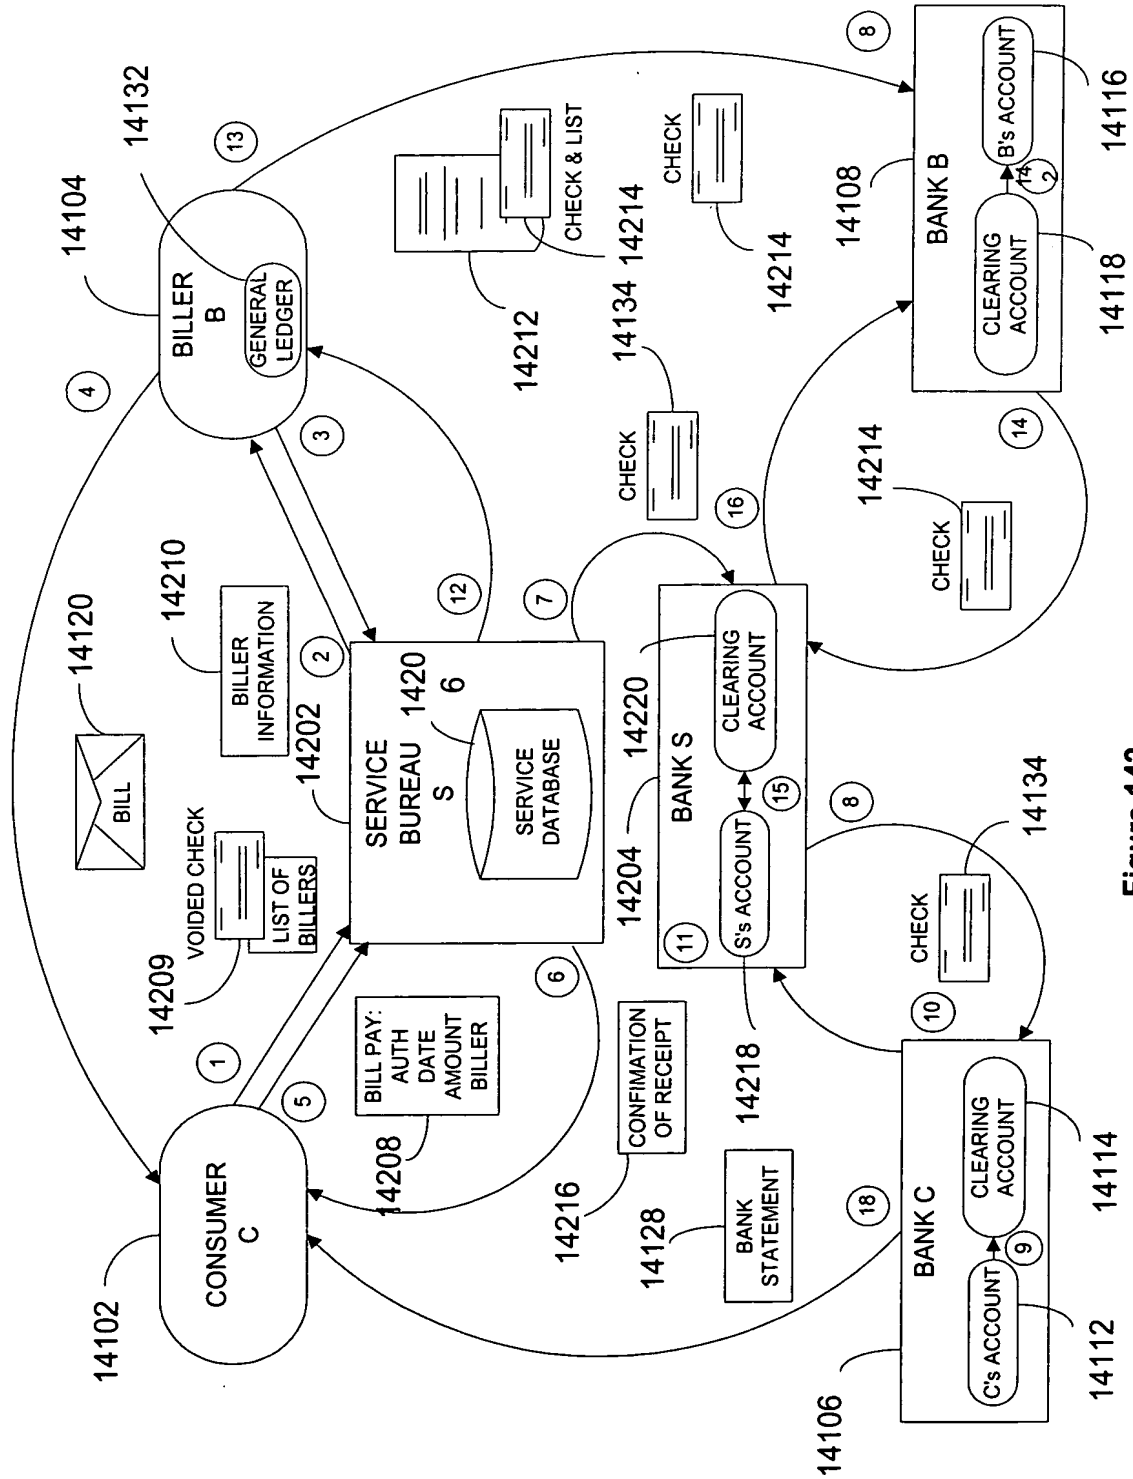 4
14120
BILL
14102
CONSUMER
C
1
5
14209
VOIDED CHECK
LIST OF
BILLERS
14210
BILLER
INFORMATION
14104
BILLER
B
GENERAL
LEDGER
14132
13
14202
2
3
SERVICE
BUREAU
S
1420
6
SERVICE
DATABASE
14208
BILL PAY:
AUTH
DATE
AMOUNT
BILLER
6
12
7
14212
CHECK & LIST
14214
14216
CONFIMATION
OF RECEIPT
14134
CHECK
CHECK
14214
14128
BANK
STATEMENT
14204
11
BANK S
S's ACCOUNT
15
CLEARING
ACCOUNT
14220
14218
16
8
14106
18
10
BANK C
C's ACCOUNT
9
CLEARING
ACCOUNT
14112
14114
8
CHECK
14134
CHECK
14214
14
14108
BANK B
CLEARING
ACCOUNT
14
2
B's ACCOUNT
14118
14116